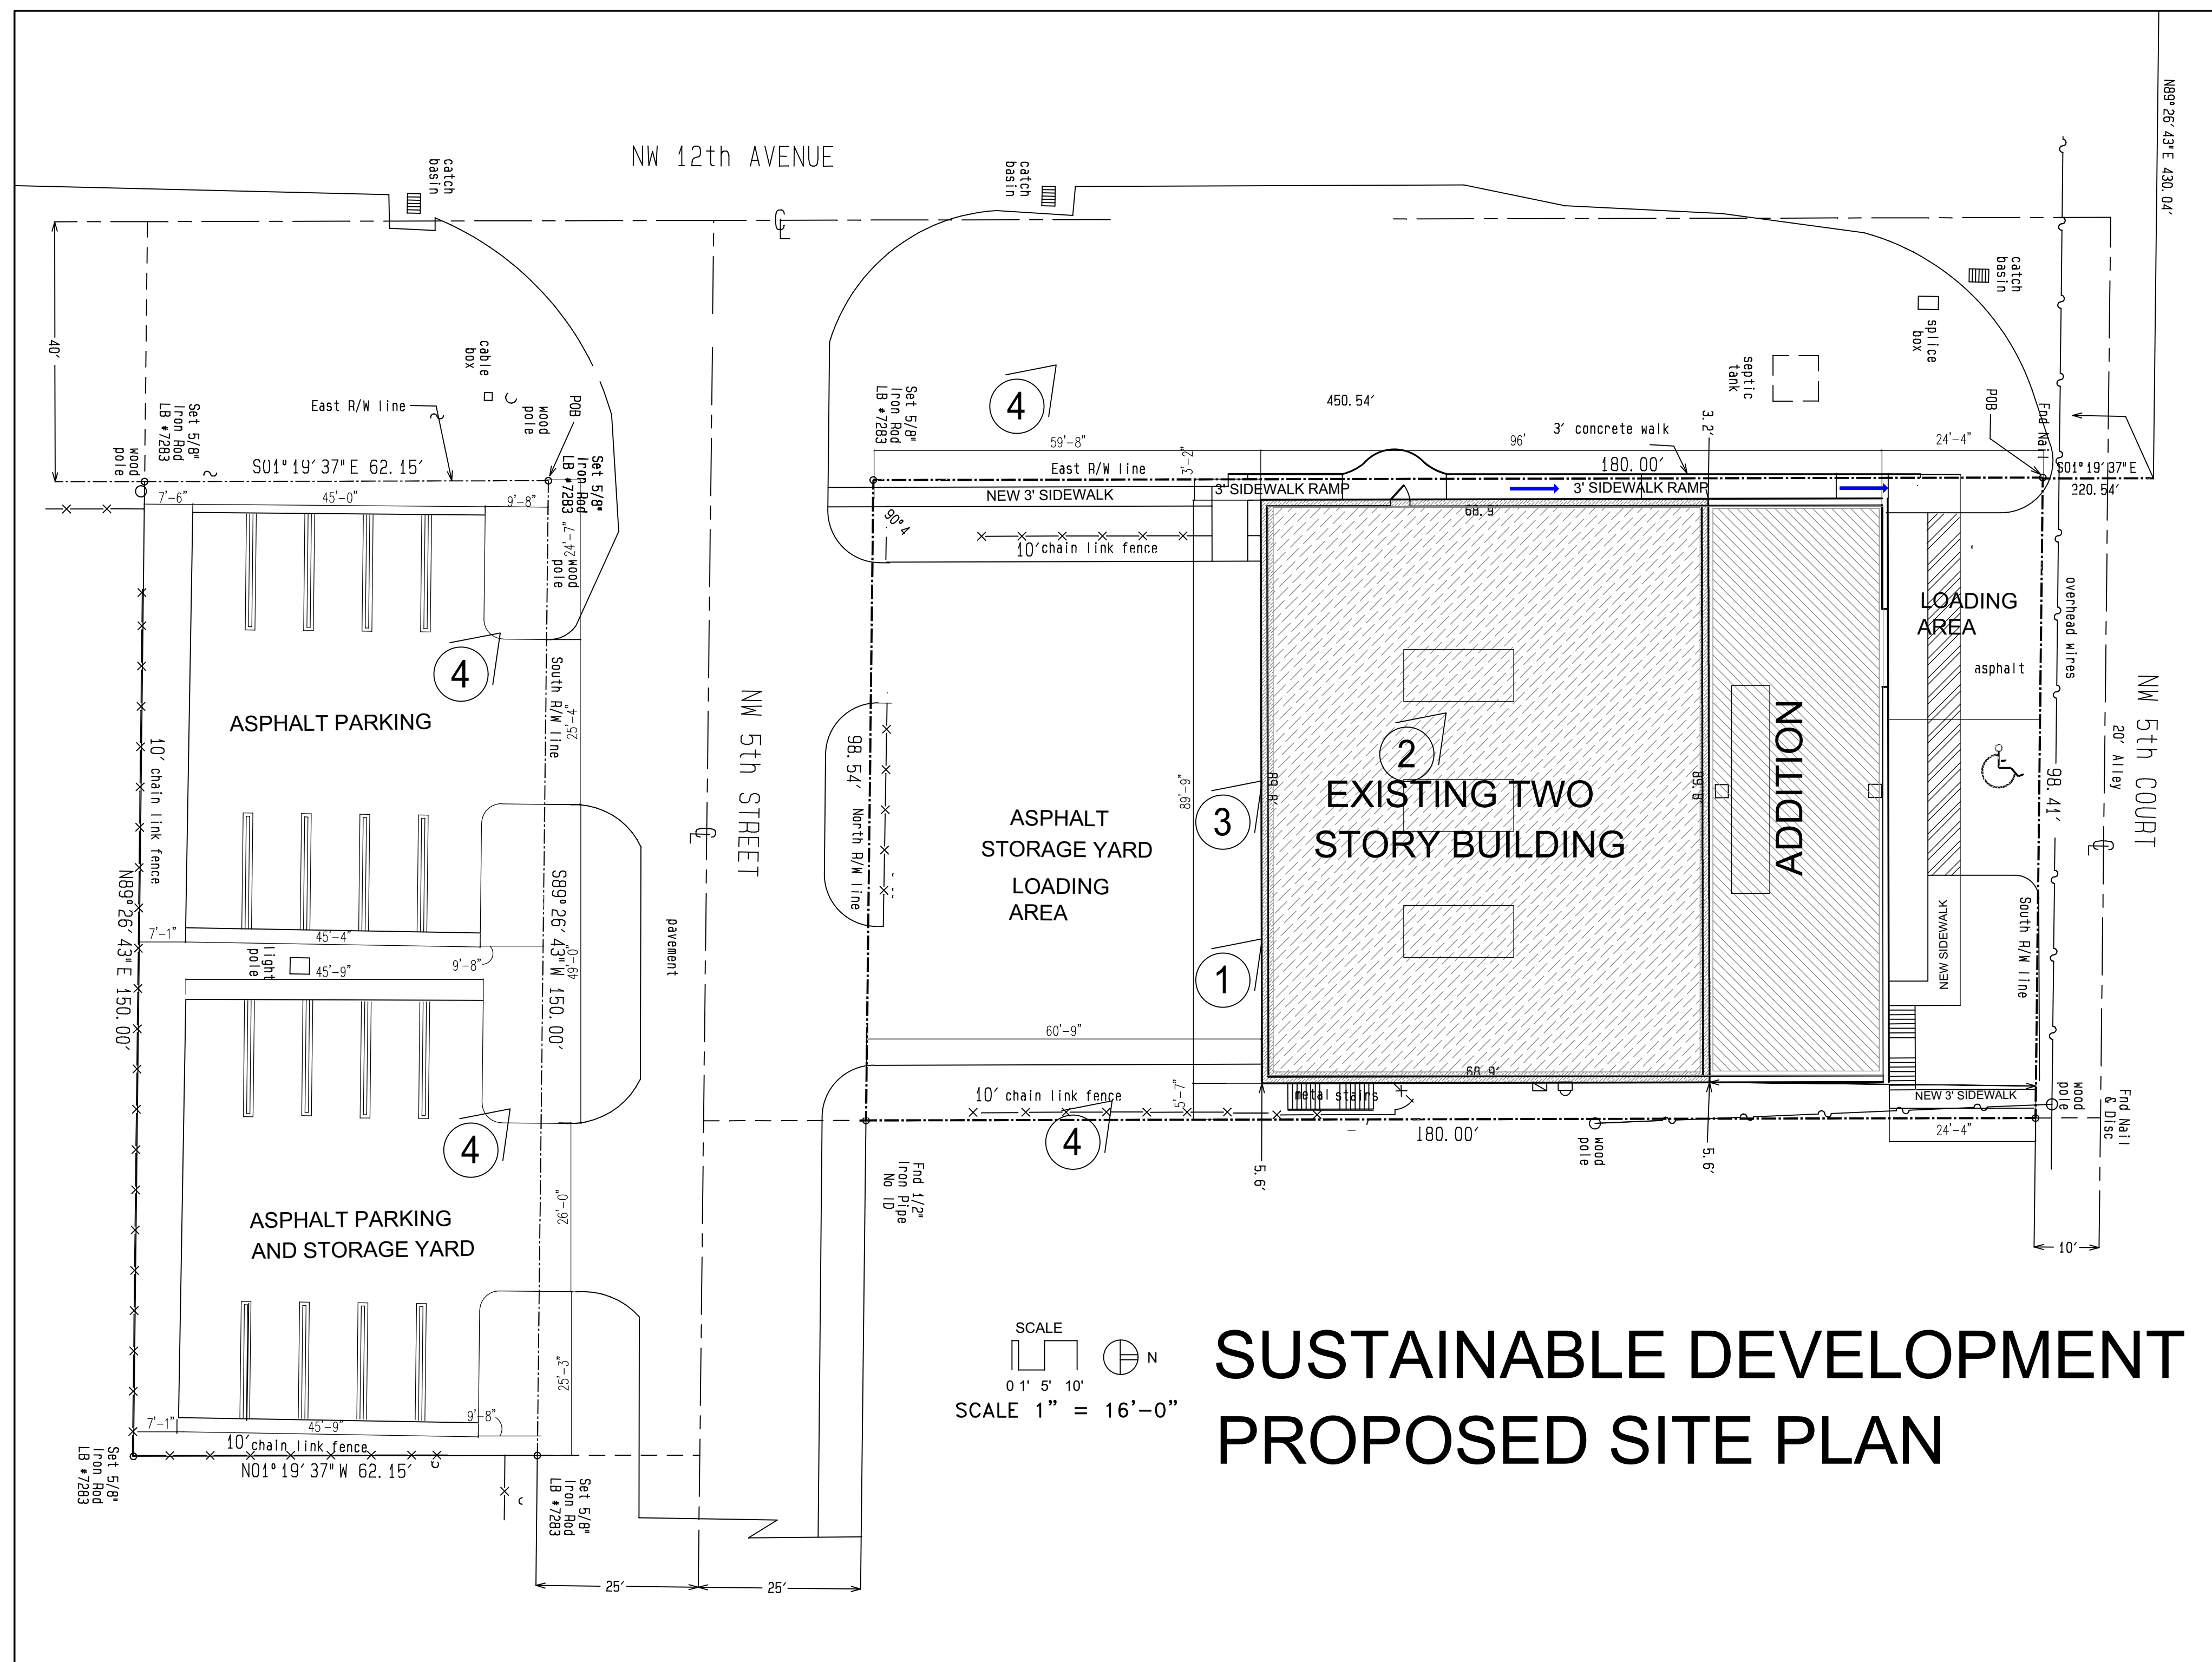 NW 12th AVENUE
N89°26'43"E 430.04'
catch
basin
catch
basin
catch
basin
splice
box
septic
tank
40'
cable
box
wood
pole
POB
East R/W line
Set 5/8"
Iron Rod
LB #7283
wood
pole
S01°19'37"E 62.15'
Set 5/8"
Iron Rod
LB #7283
7'-6"
45'-0"
9'-8"
24'-7"
wood
pole
Set 5/8"
Iron Rod
LB #7283
4
450.54'
59'-8"
3'-2"
96'
3' concrete walk
3.2'
24'-4"
POB
Fnd Nail
East R/W line
180.00'
S01°19'37"E
220.54'
NEW 3' SIDEWALK
3' SIDEWALK RAMP
3' SIDEWALK RAMP
90°4
68.9'
10' chain link fence
4
South R/W line
25'-4"
ASPHALT PARKING
10' chain link fence
NW 5th STREET
98.54'
North R/W line
ASPHALT
STORAGE YARD
LOADING
AREA
89'-9"
89.8'
2
3
1
EXISTING TWO
STORY BUILDING
89.8'
ADDITION
LOADING
AREA
asphalt
overhead wires
98.41'
20' Alley
NW 5th COURT
NEW SIDEWALK
South R/W line
N89°26'43"E 150.00'
S89°26'43"W 150.00'
49'-0"
7'-1"
45'-4"
9'-8"
light
pole
45'-9"
pavement
60'-9"
10' chain link fence
5'-7"
68.9'
metal stairs
NEW 3' SIDEWALK
wood
pole
Fnd Nail
& Disc
4
4
180.00'
wood
pole
24'-4"
5.6'
5.6'
Fnd 1/2"
Iron Pipe
No ID
26'-0"
ASPHALT PARKING
AND STORAGE YARD
10'
25'-3"
7'-1"
45'-9"
9'-8"
10' chain link fence
N01°19'37"W 62.15'
Set 5/8"
Iron Rod
LB #7283
Set 5/8"
Iron Rod
LB #7283
25'
25'
SCALE
0 1' 5' 10'
N
SCALE 1" = 16'-0"
SUSTAINABLE DEVELOPMENT
PROPOSED SITE PLAN